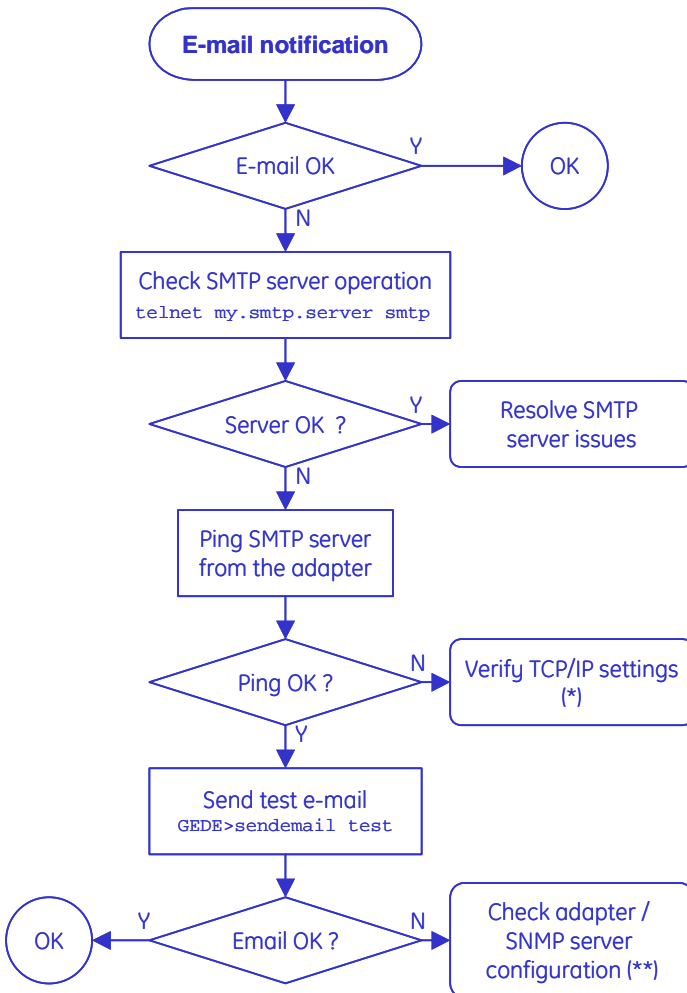 E-mail notification
E-mail OK
Y
OK
N
Check SMTP server operation
telnet my.smtp.server smtp
Server OK ?
Y
Resolve SMTP
server issues
N
Ping SMTP server
from the adapter
Ping OK ?
N
Verify TCP/IP settings
(*)
Y
Send test e-mail
GEDE>sendemail test
OK
Y
Email OK ?
N
Check adapter /
SNMP server
configuration (**)